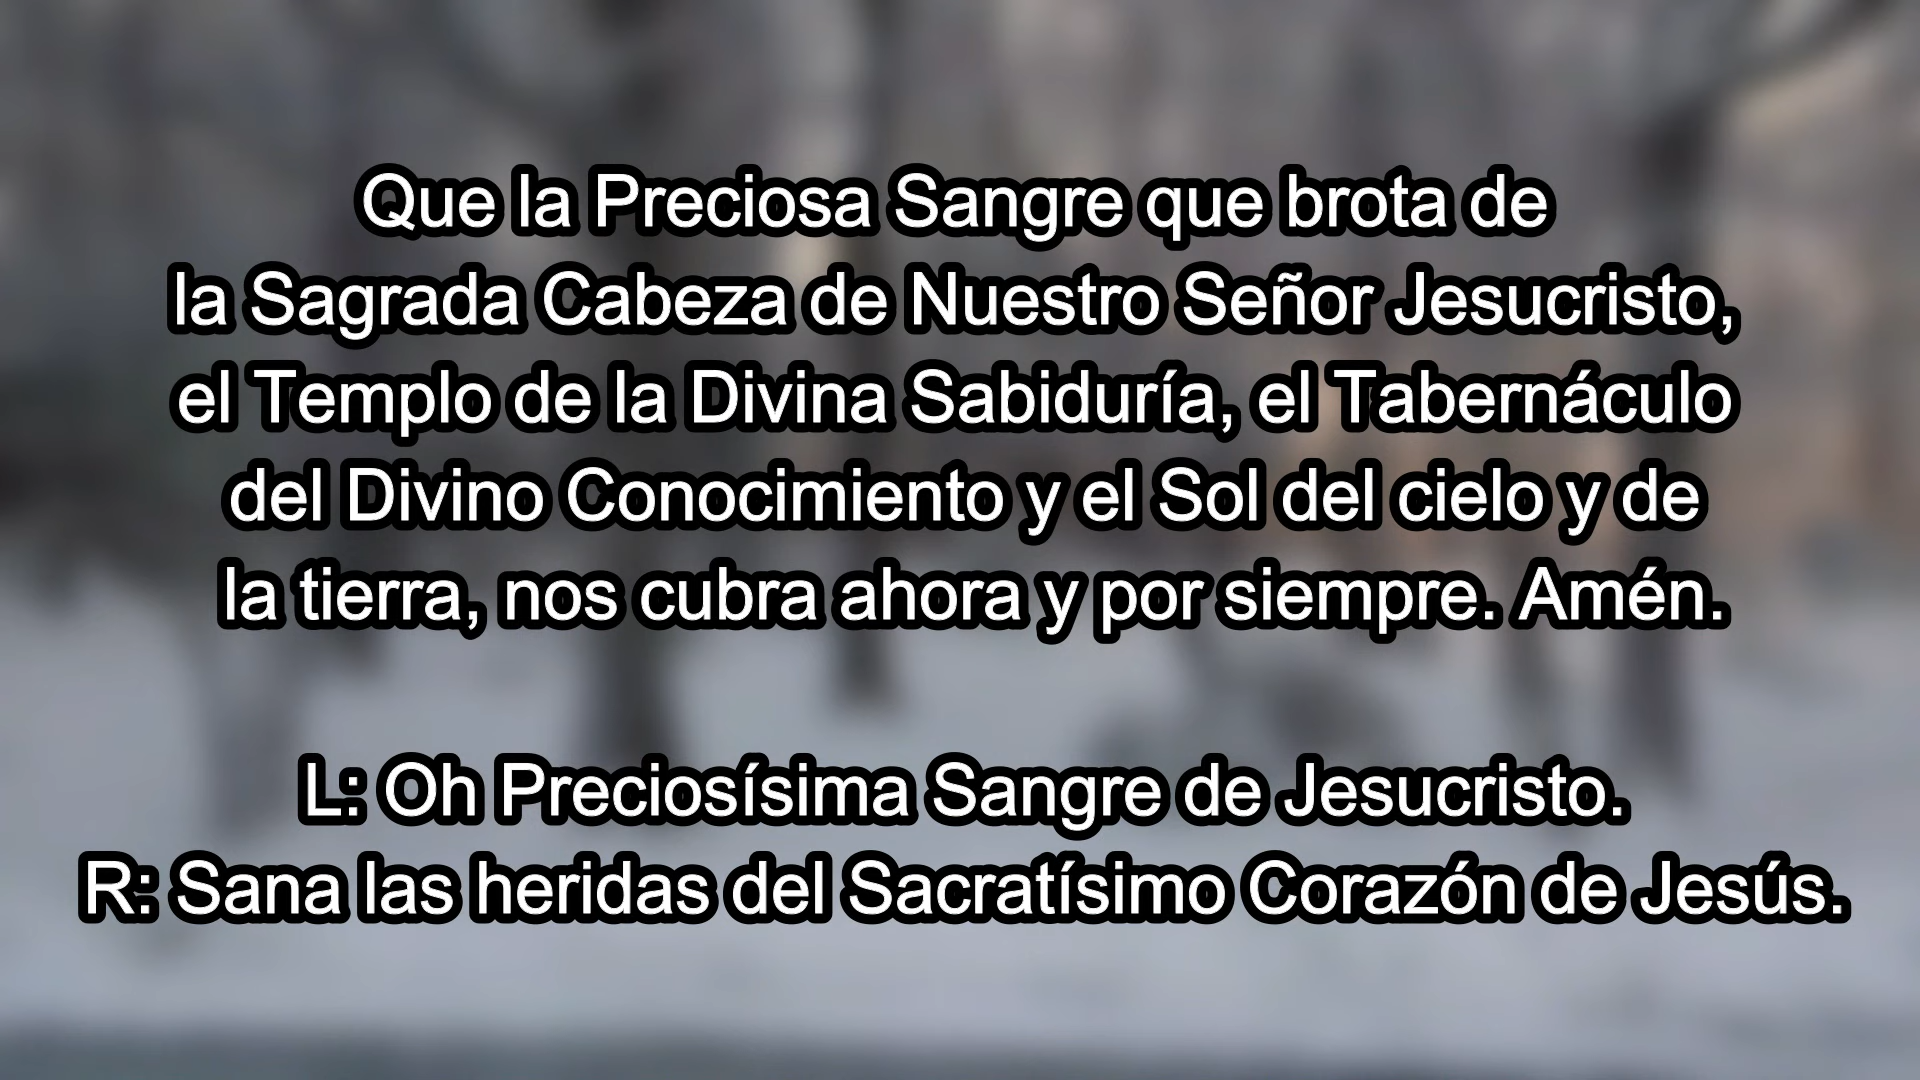 Que la Preciosa Sangre que brota de
la Sagrada Cabeza de Nuestro Señor Jesucristo,
el Templo de la Divina Sabiduría, el Tabernáculo
del Divino Conocimiento y el Sol del cielo y de
la tierra, nos cubra ahora y por siempre. Amén.
L: Oh Preciosísima Sangre de Jesucristo.
R: Sana las heridas del Sacratísimo Corazón de Jesús.